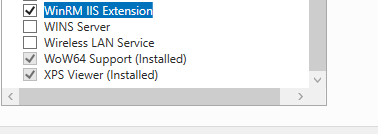 WinRM IIS Extension
WINS Server
Wireless LAN Service
WoW64 Support (Installed)
XPS Viewer (Installed)